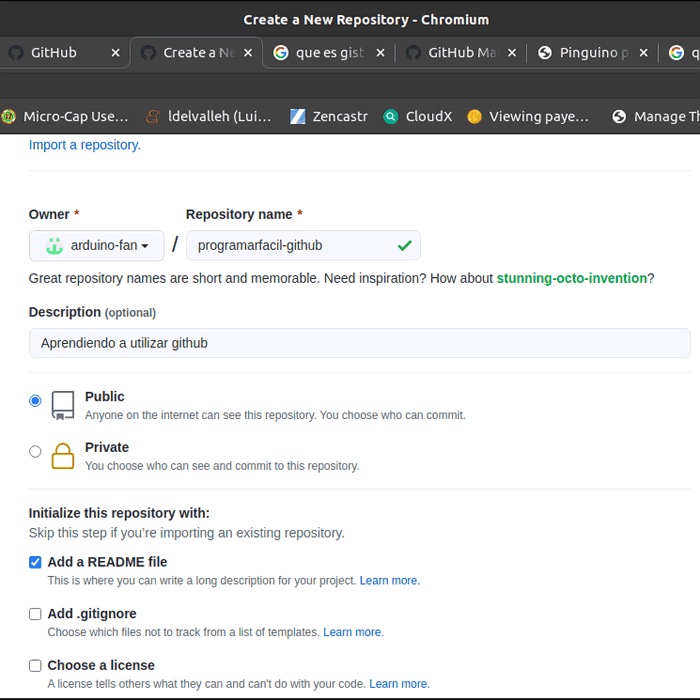 Create a New Repository - Chromium
GitHub
Create a Ne
que es gist
GitHub Ma
Pinguino p
q
Micro-Cap Use...
ldelvalleh (Lui...
Zencastr
CloudX
Viewing paye...
Manage Th
Import a repository.
Owner *
Repository name *
arduino-fan / programarfacil-github
Great repository names are short and memorable. Need inspiration? How about stunning-octo-invention?
Description (optional)
Aprendiendo a utilizar github
Public
Anyone on the internet can see this repository. You choose who can commit.
Private
You choose who can see and commit to this repository.
Initialize this repository with:
Skip this step if you're importing an existing repository.
Add a README file
This is where you can write a long description for your project. Learn more.
Add .gitignore
Choose which files not to track from a list of templates. Learn more.
Choose a license
A license tells others what they can and can't do with your code. Learn more.